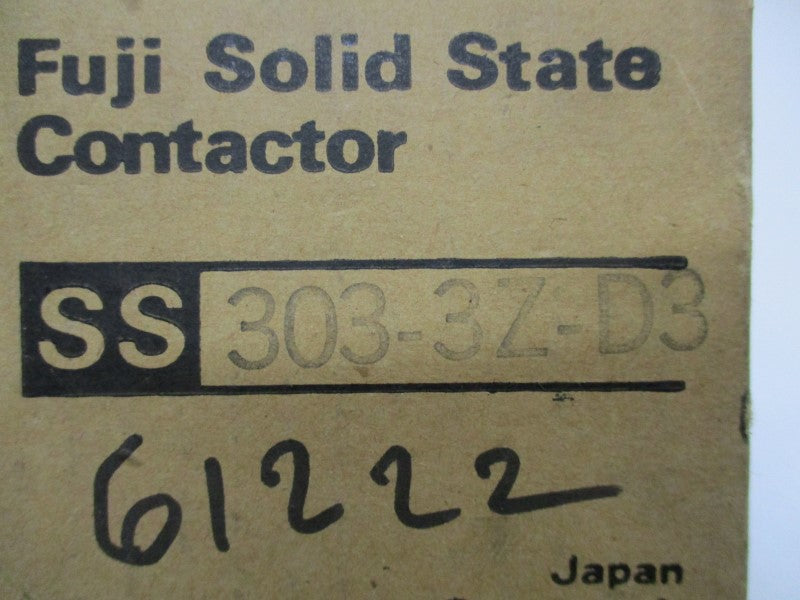 Fuji Solid State
Contactor
SS 303-3Z-D3
61222
Japan